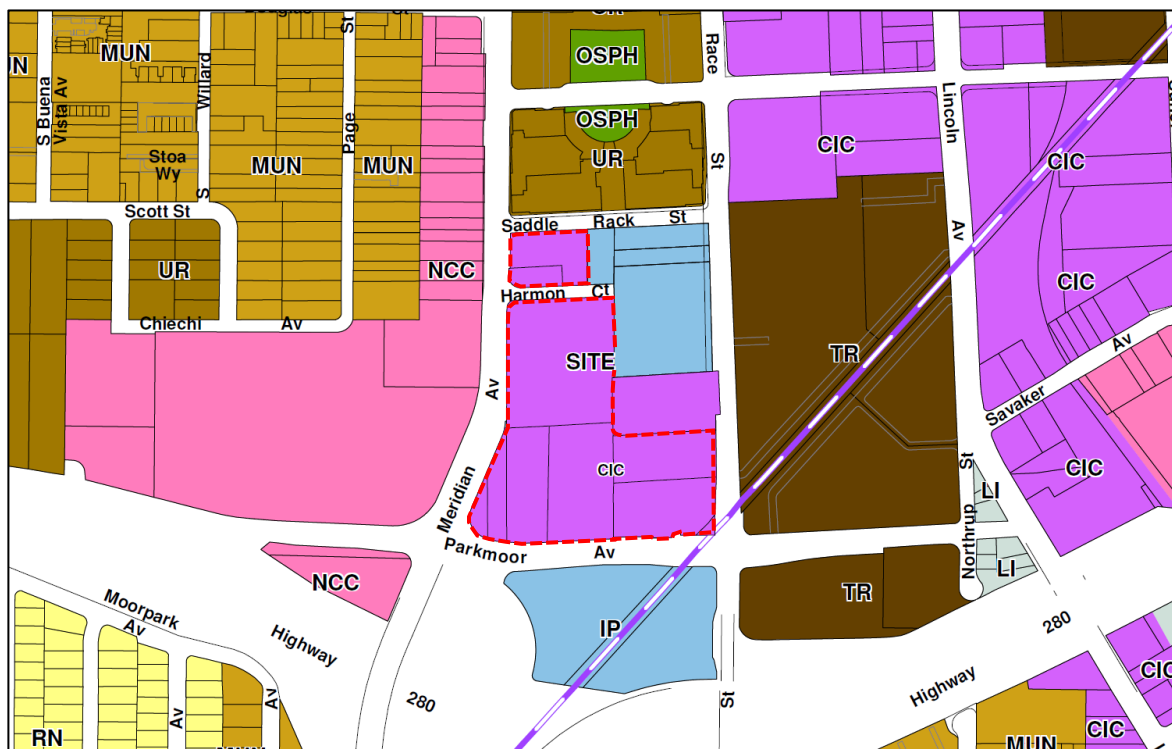 St
MUN
OSPH
Race
S Buena
Vista Av
Willard
S
Page
Stoa
Wy
MUN
MUN
OSPH
UR
St
CIC
Lincoln
Av
CIC
Scott St
Saddle Rack St
UR
NCC
Harmon Ct
CIC
Chiechi Av
SITE
TR
Av
Savaker Av
CIC
CIC
Meridian
Parkmoor Av
St
LI
Northrup
LI
NCC
TR
Moorpark
Av
Highway
IP
280
280
Highway
Av
Av
St
RN
MUN
CIC